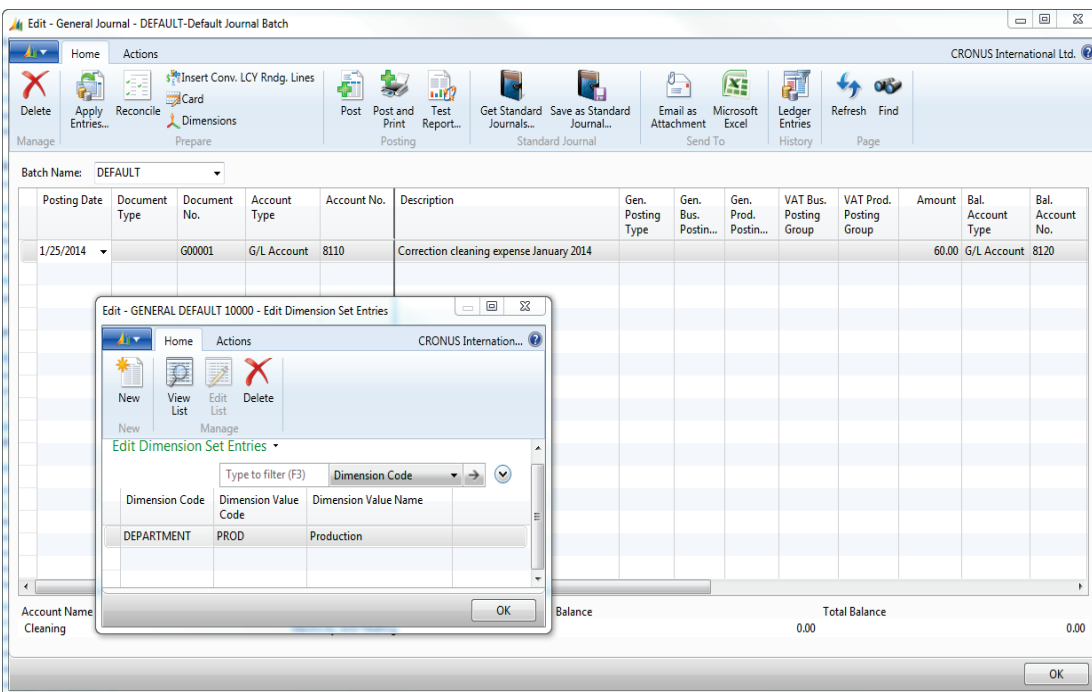 Edit - General Journal - DEFAULT-Default Journal Batch
Home Actions CRONUS International Ltd.
Delete
Apply Entries...
Reconcile
Insert Conv. LCY Rndg. Lines
Card
Dimensions
Post
Post and Print
Test Report...
Get Standard Journals...
Save as Standard Journal...
Email as Attachment
Microsoft Excel
Ledger Entries
Refresh
Find
Manage Prepare Posting Standard Journal Send To History Page
Batch Name: DEFAULT
Posting Date
Document Type
Document No.
Account Type
Account No.
Description
Gen. Posting Type
Gen. Bus. Postin...
Gen. Prod. Postin...
VAT Bus. Posting Group
VAT Prod. Posting Group
Amount
Bal. Account Type
Bal. Account No.
1/25/2014 G00001 G/L Account 8110 Correction cleaning expense January 2014 60.00 G/L Account 8120
Edit - GENERAL DEFAULT 10000 - Edit Dimension Set Entries
Home Actions CRONUS Internation...
New
View List
Edit List
Delete
New Manage
Edit Dimension Set Entries
Type to filter (F3) Dimension Code
Dimension Code
Dimension Value Code
Dimension Value Name
DEPARTMENT PROD Production
OK
Account Name Balance Total Balance
Cleaning 0.00 0.00
OK